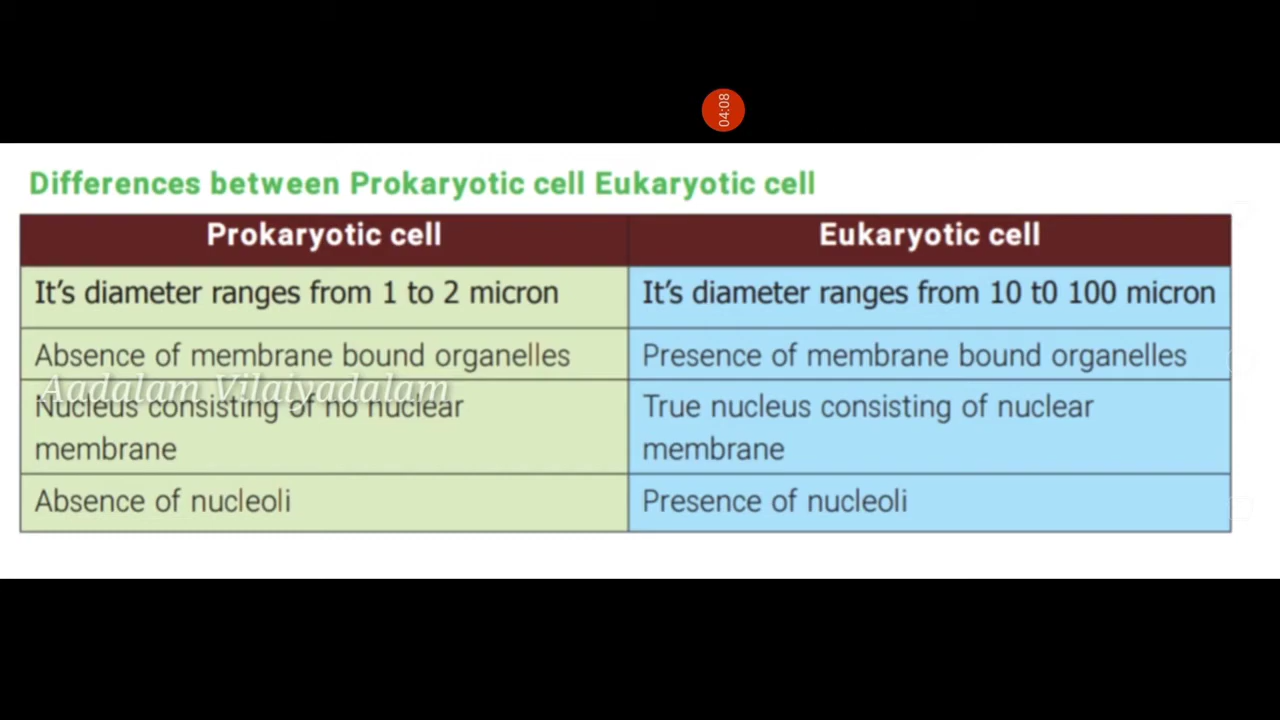 04:08
Differences between Prokaryotic cell Eukaryotic cell
Prokaryotic cell
Eukaryotic cell
It's diameter ranges from 1 to 2 micron
It's diameter ranges from 10 t0 100 micron
Absence of membrane bound organelles
Presence of membrane bound organelles
Aadalam Vilaiyadalam
Nucleus consisting of no nuclear
membrane
True nucleus consisting of nuclear
membrane
Absence of nucleoli
Presence of nucleoli